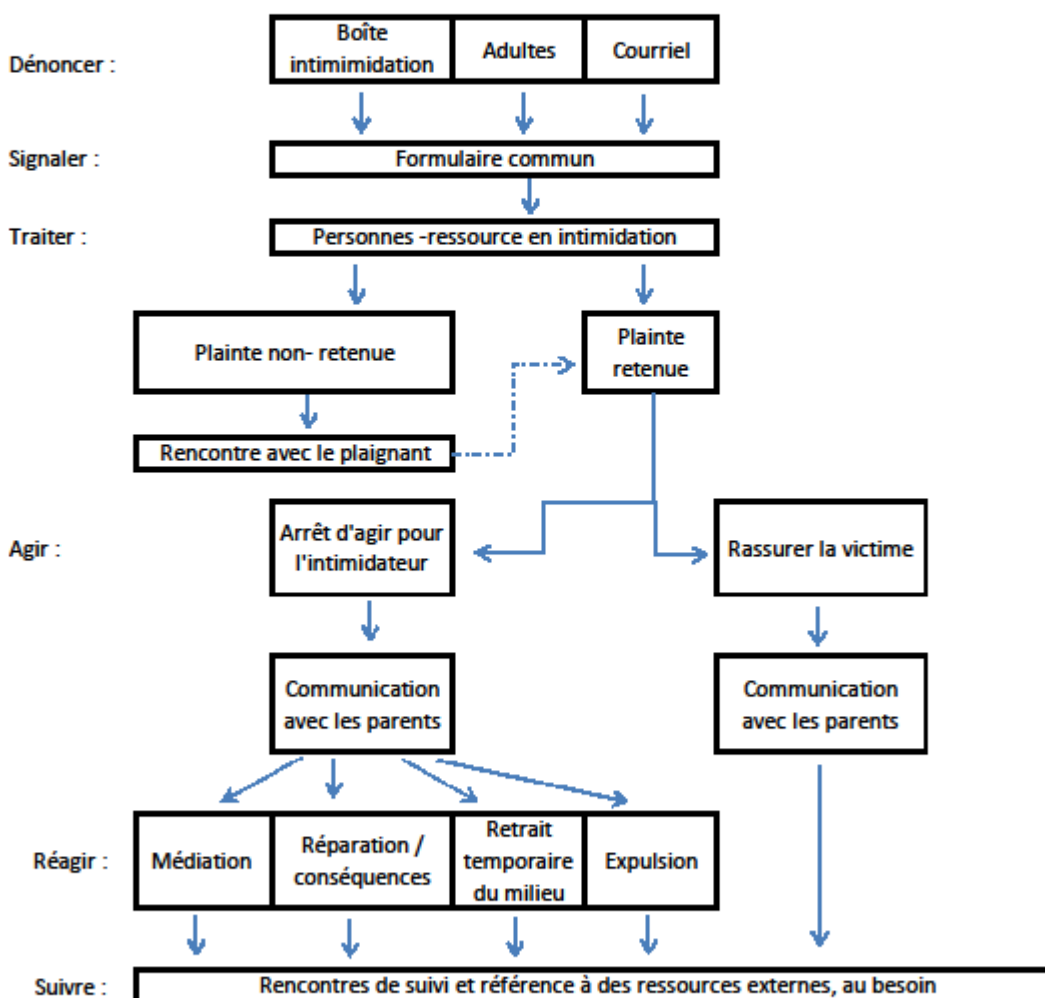 Dénoncer :
Boîte
intimimidation
Adultes
Courriel
Signaler :
Formulaire commun
Traiter :
Personnes -ressource en intimidation
Plainte non- retenue
Plainte
retenue
Rencontre avec le plaignant
Agir :
Arrêt d'agir pour
l'intimidateur
Rassurer la victime
Communication
avec les parents
Communication
avec les parents
Réagir :
Médiation
Réparation /
conséquences
Retrait
temporaire
du milieu
Expulsion
Suivre :
Rencontres de suivi et référence à des ressources externes, au besoin